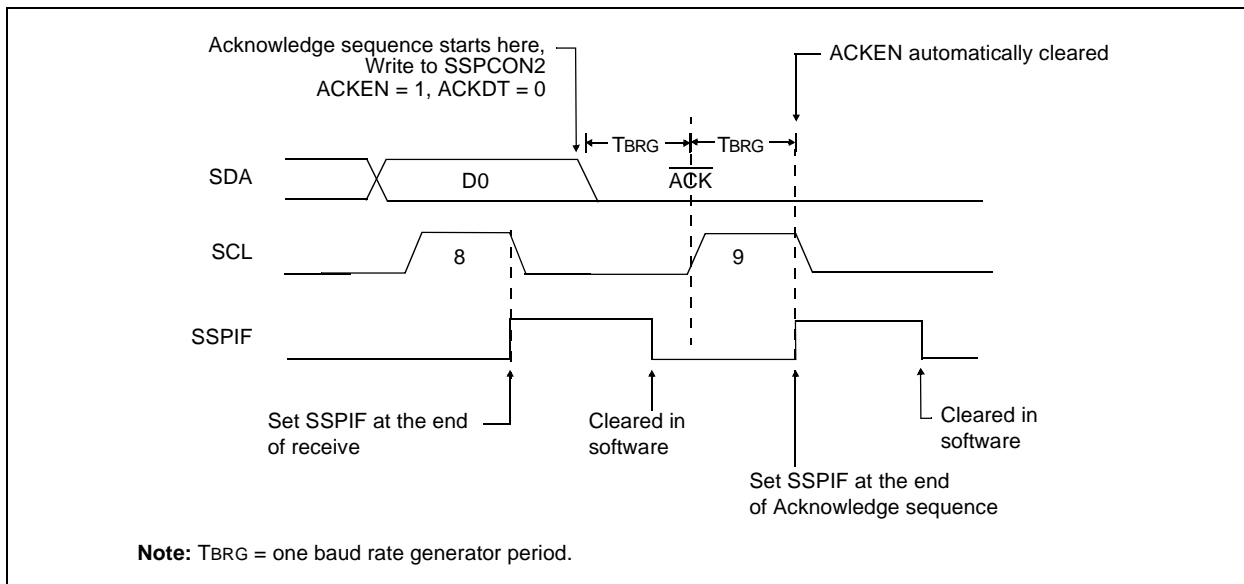 Acknowledge sequence starts here,
Write to SSPCON2
ACKEN = 1, ACKDT = 0
ACKEN automatically cleared
TBRG
TBRG
SDA
D0
ACK
SCL
8
9
SSPIF
Set SSPIF at the end
of receive
Cleared in
software
Cleared in
software
Set SSPIF at the end
of Acknowledge sequence
Note: TBRG = one baud rate generator period.